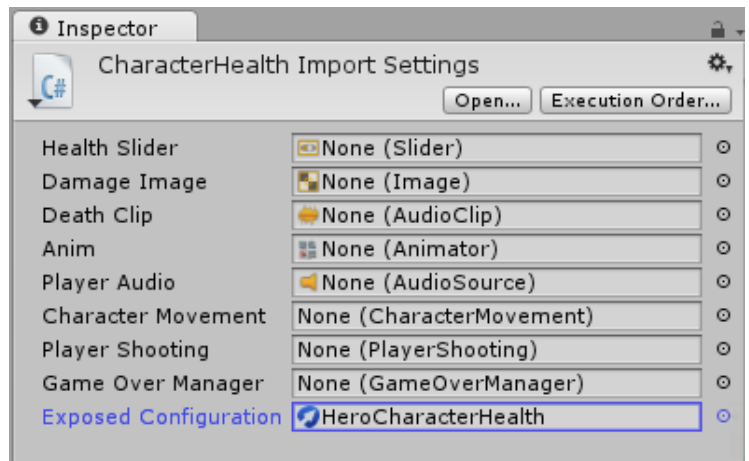 Inspector
CharacterHealth Import Settings
C#
Open... Execution Order...
Health Slider None (Slider)
Damage Image None (Image)
Death Clip None (AudioClip)
Anim None (Animator)
Player Audio None (AudioSource)
Character Movement None (CharacterMovement)
Player Shooting None (PlayerShooting)
Game Over Manager None (GameOverManager)
Exposed Configuration HeroCharacterHealth